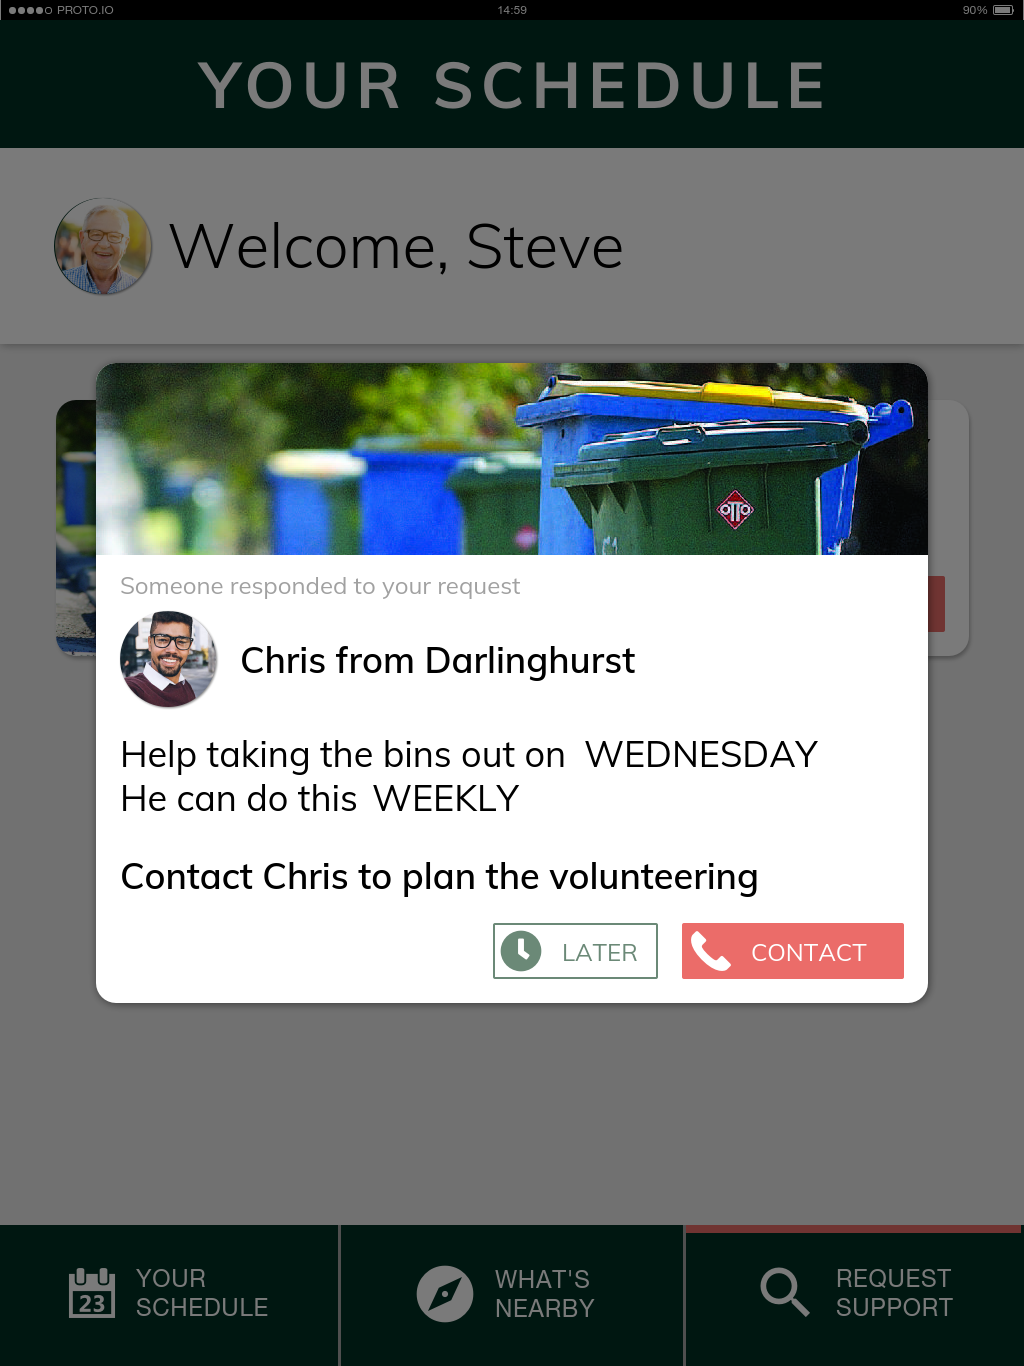 PROTO.IO 14:59 90%
YOUR SCHEDULE
Welcome, Steve
OTTO
Someone responded to your request
Chris from Darlinghurst
Help taking the bins out on WEDNESDAY
He can do this WEEKLY
Contact Chris to plan the volunteering
LATER CONTACT
YOUR
SCHEDULE
23
WHAT'S
NEARBY
REQUEST
SUPPORT